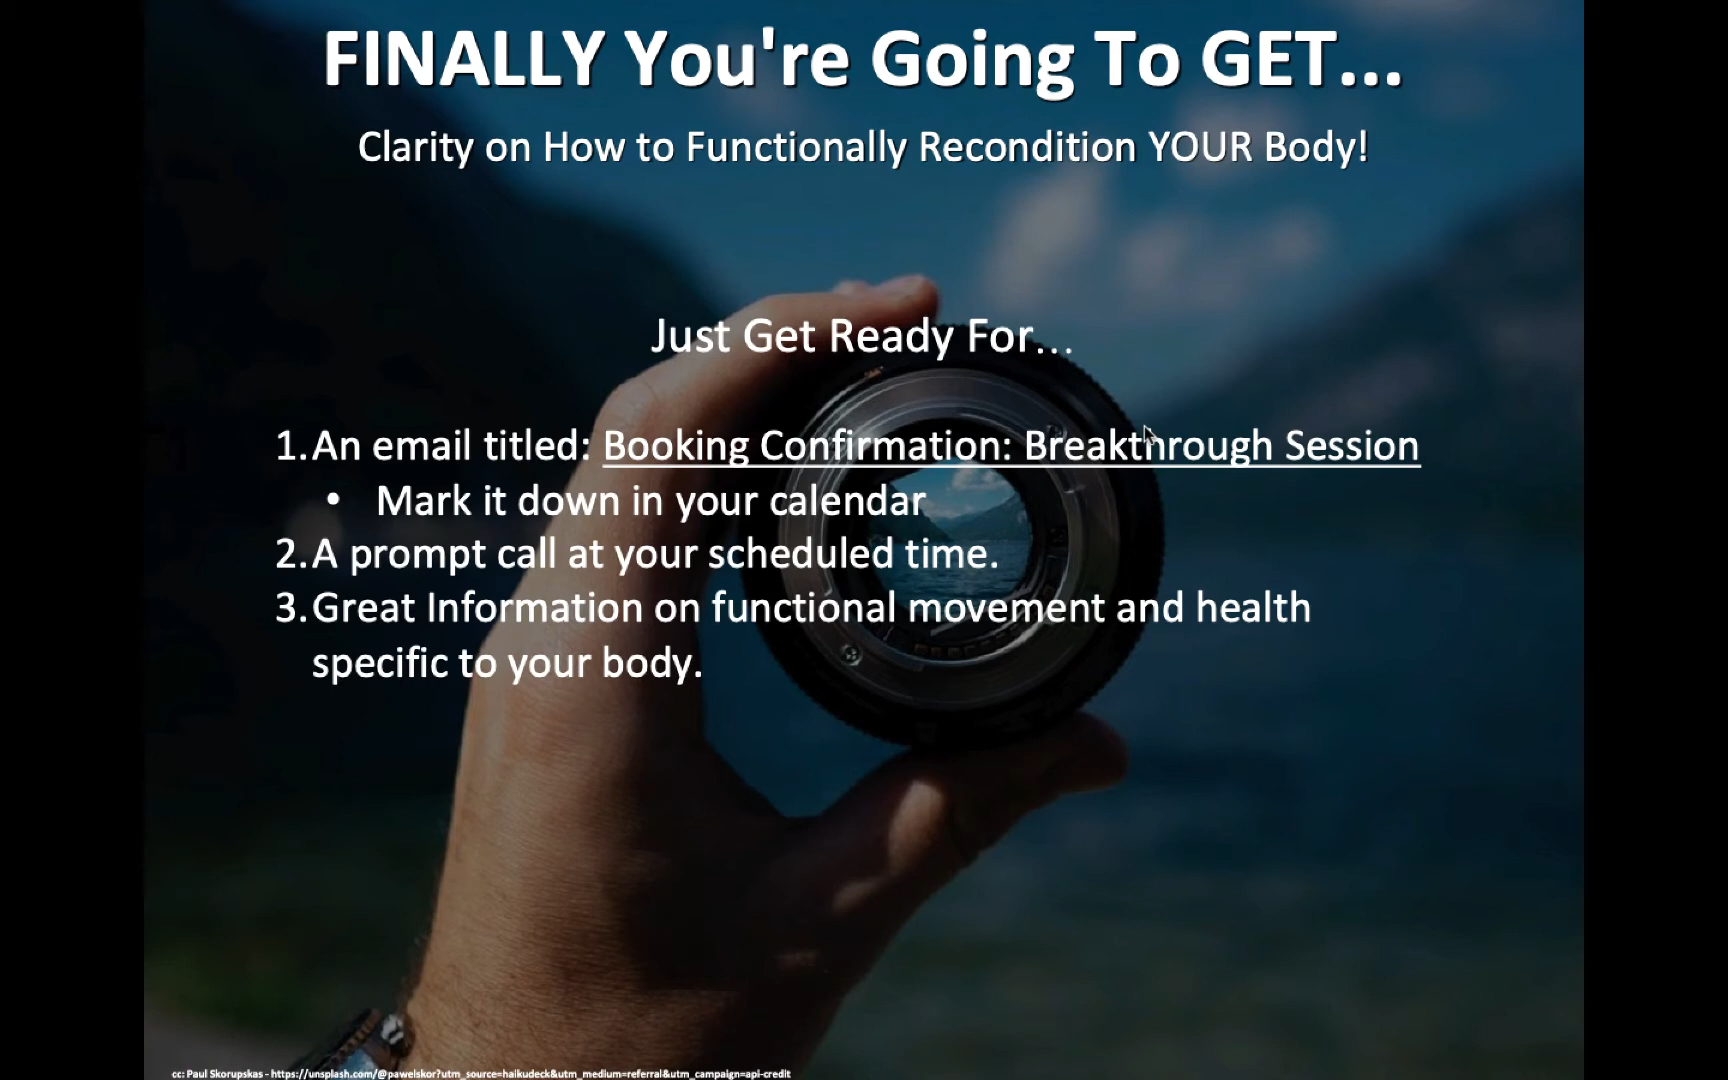 FINALLY You're Going To GET...
Clarity on How to Functionally Recondition YOUR Body!
Just Get Ready For...
1. An email titled: Booking Confirmation: Breakthrough Session
• Mark it down in your calendar
2. A prompt call at your scheduled time.
3. Great Information on functional movement and health
specific to your body.
cc: Paul Skorupskas - https://unsplash.com/@pawelskor?utm_source=haikudeck&utm_medium=referral&utm_campaign=api-credit